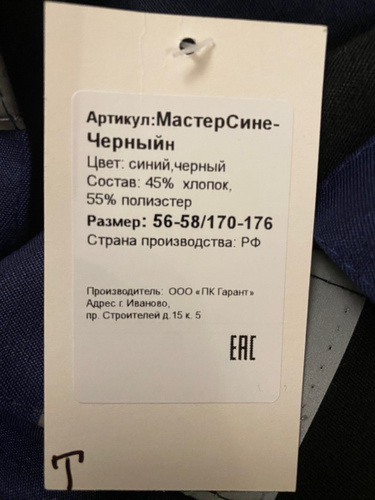 Артикул:МастерСине-
Черныйн
Цвет: синий,черный
Состав: 45% хлопок,
55% полиэстер
Размер: 56-58/170-176
Страна производства: РФ
Производитель: ООО «ПК Гарант»
Адрес г. Иваново,
пр. Строителей д.15 к. 5
EAC
Т